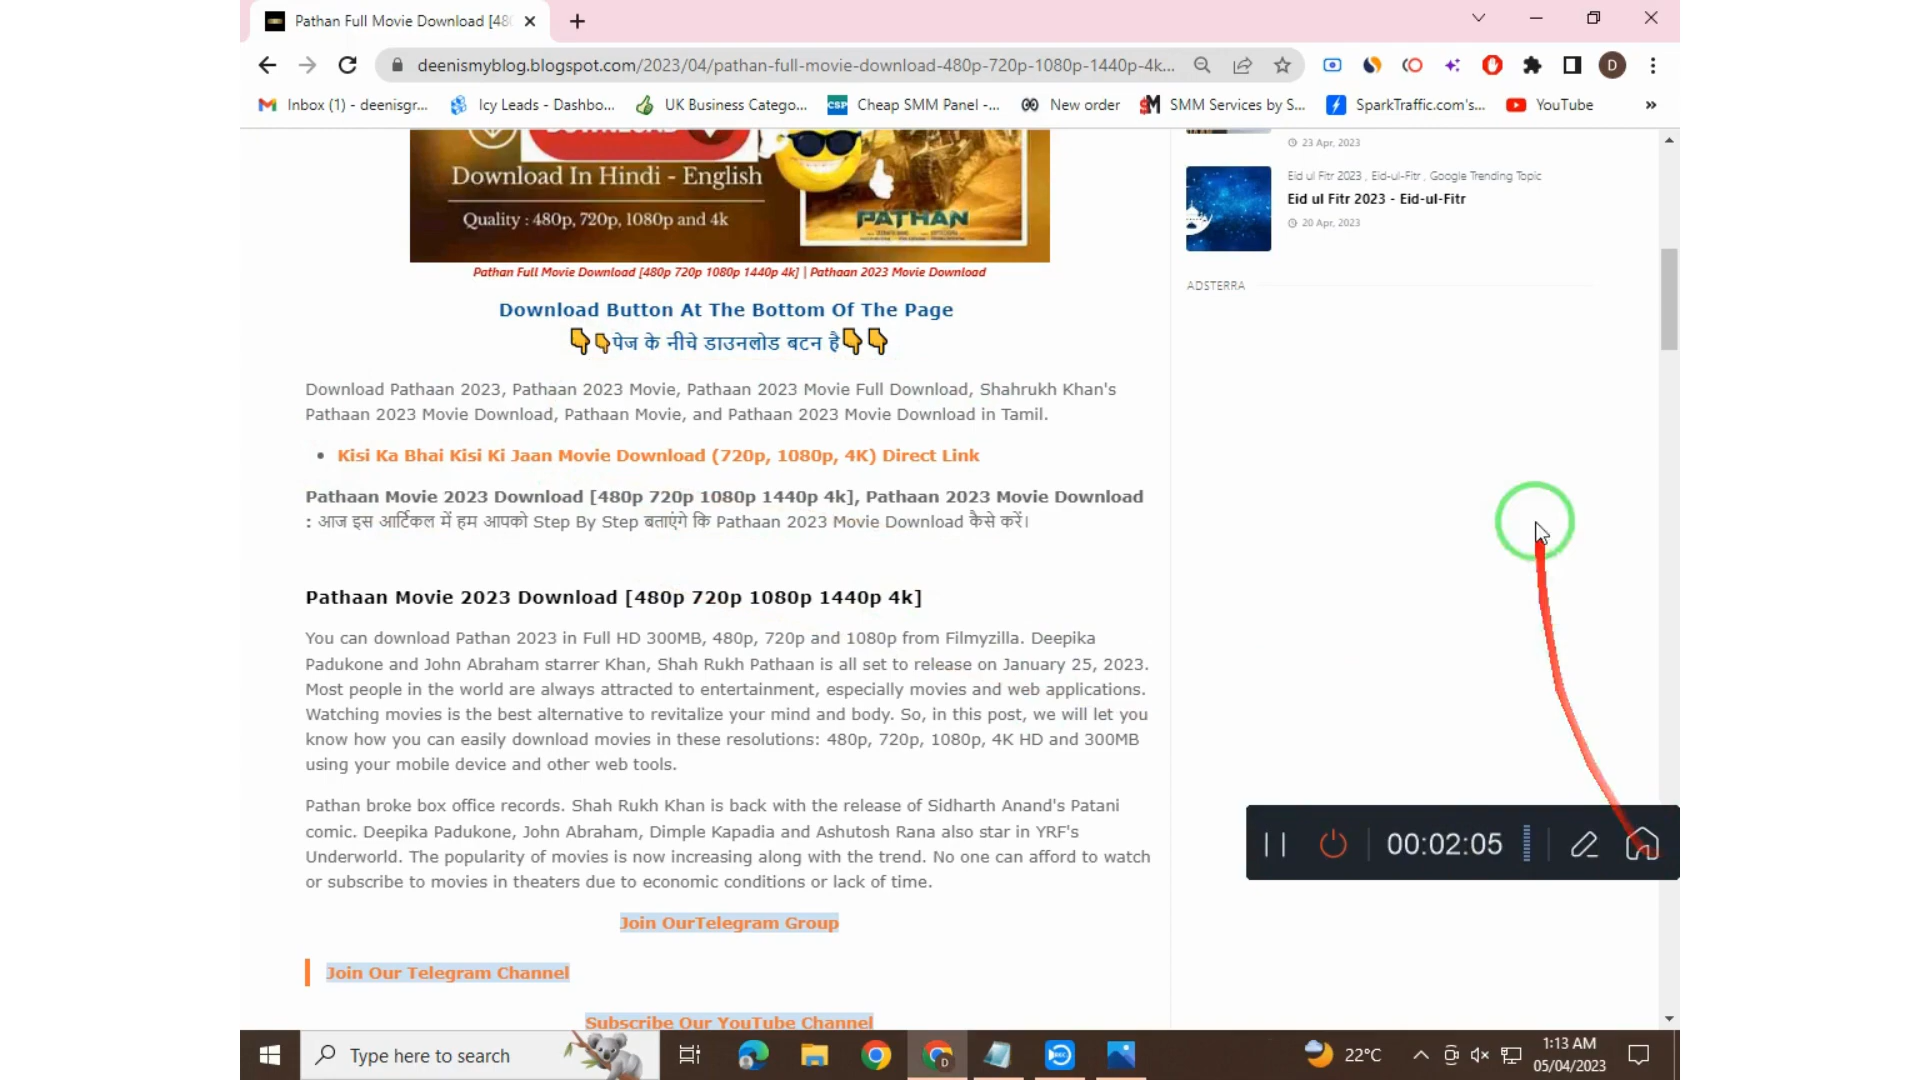 Pathan Full Movie Download [480
deenismyblog.blogspot.com/2023/04/pathan-full-movie-download-480p-720p-1080p-1440p-4k...
D
Inbox (1) - deenisgr...
Icy Leads - Dashbo...
UK Business Catego...
CSP
Cheap SMM Panel -...
New order
SMM Services by S...
SparkTraffic.com's...
YouTube
»
Download In Hindi - English
Quality : 480p, 720p, 1080p and 4k
PATHAN
Pathan Full Movie Download [480p 720p 1080p 1440p 4k] | Pathaan 2023 Movie Download
Download Button At The Bottom Of The Page
👇👇पेज के नीचे डाउनलोड बटन है👇👇
Download Pathaan 2023, Pathaan 2023 Movie, Pathaan 2023 Movie Full Download, Shahrukh Khan's
Pathaan 2023 Movie Download, Pathaan Movie, and Pathaan 2023 Movie Download in Tamil.
• Kisi Ka Bhai Kisi Ki Jaan Movie Download (720p, 1080p, 4K) Direct Link
Pathaan Movie 2023 Download [480p 720p 1080p 1440p 4k], Pathaan 2023 Movie Download
: आज इस आर्टिकल में हम आपको Step By Step बताएंगे कि Pathaan 2023 Movie Download कैसे करें।
Pathaan Movie 2023 Download [480p 720p 1080p 1440p 4k]
You can download Pathan 2023 in Full HD 300MB, 480p, 720p and 1080p from Filmyzilla. Deepika
Padukone and John Abraham starrer Khan, Shah Rukh Pathaan is all set to release on January 25, 2023.
Most people in the world are always attracted to entertainment, especially movies and web applications.
Watching movies is the best alternative to revitalize your mind and body. So, in this post, we will let you
know how you can easily download movies in these resolutions: 480p, 720p, 1080p, 4K HD and 300MB
using your mobile device and other web tools.
Pathan broke box office records. Shah Rukh Khan is back with the release of Sidharth Anand's Patani
comic. Deepika Padukone, John Abraham, Dimple Kapadia and Ashutosh Rana also star in YRF's
Underworld. The popularity of movies is now increasing along with the trend. No one can afford to watch
or subscribe to movies in theaters due to economic conditions or lack of time.
Join OurTelegram Group
Join Our Telegram Channel
Subscribe Our YouTube Channel
23 Apr, 2023
Eid ul Fitr 2023 , Eid-ul-Fitr , Google Trending Topic
Eid ul Fitr 2023 - Eid-ul-Fitr
20 Apr, 2023
ADSTERRA
00:02:05
Type here to search
D
REC
22°C
1:13 AM
05/04/2023